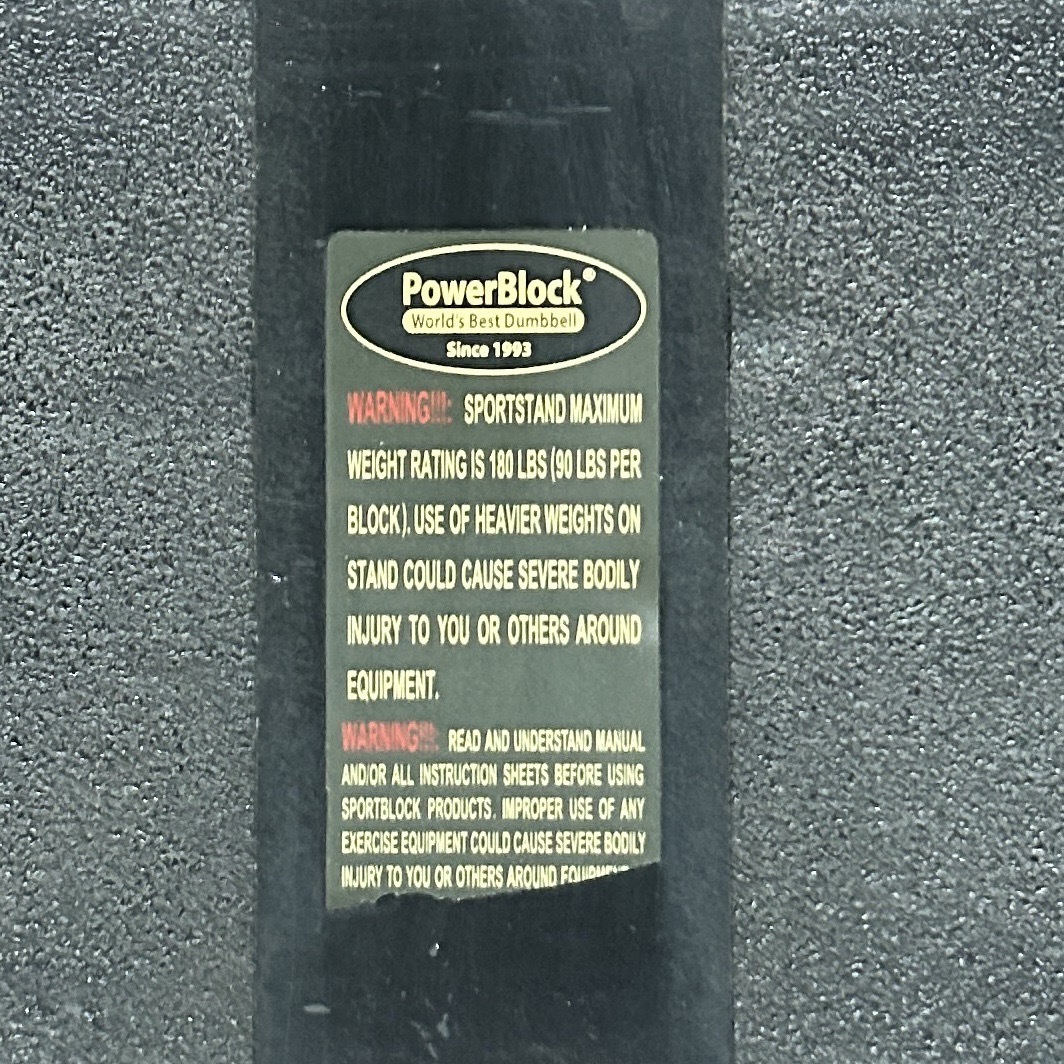 PowerBlock®
World's Best Dumbbell
Since 1993
WARNING!!!: SPORTSTAND MAXIMUM
WEIGHT RATING IS 180 LBS (90 LBS PER
BLOCK). USE OF HEAVIER WEIGHTS ON
STAND COULD CAUSE SEVERE BODILY
INJURY TO YOU OR OTHERS AROUND
EQUIPMENT.
WARNING!!!: READ AND UNDERSTAND MANUAL
AND/OR ALL INSTRUCTION SHEETS BEFORE USING
SPORTBLOCK PRODUCTS. IMPROPER USE OF ANY
EXERCISE EQUIPMENT COULD CAUSE SEVERE BODILY
INJURY TO YOU OR OTHERS AROUND